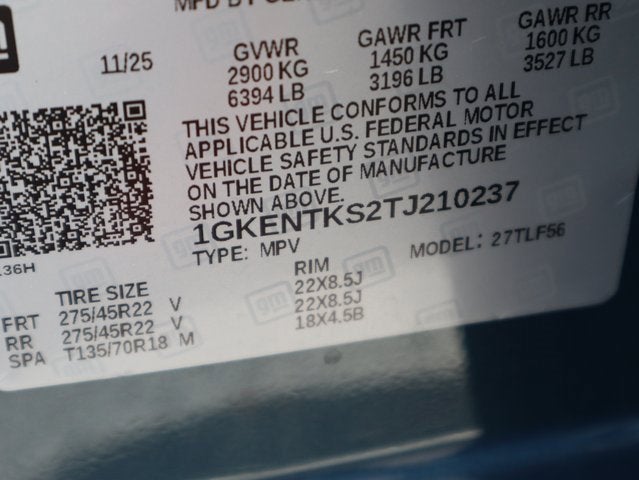 MFD BY
11/25
GVWR
2900 KG
6394 LB
GAWR FRT
1450 KG
3196 LB
GAWR RR
1600 KG
3527 LB
THIS VEHICLE CONFORMS TO ALL
APPLICABLE U.S. FEDERAL MOTOR
VEHICLE SAFETY STANDARDS IN EFFECT
ON THE DATE OF MANUFACTURE
SHOWN ABOVE.
1GKENTKS2TJ210237
TYPE: MPV
MODEL: 27TLF56
136H
TIRE SIZE
RIM
FRT 275/45R22 V 22X8.5J
RR 275/45R22 V 22X8.5J
SPA T135/70R18 M 18X4.5B